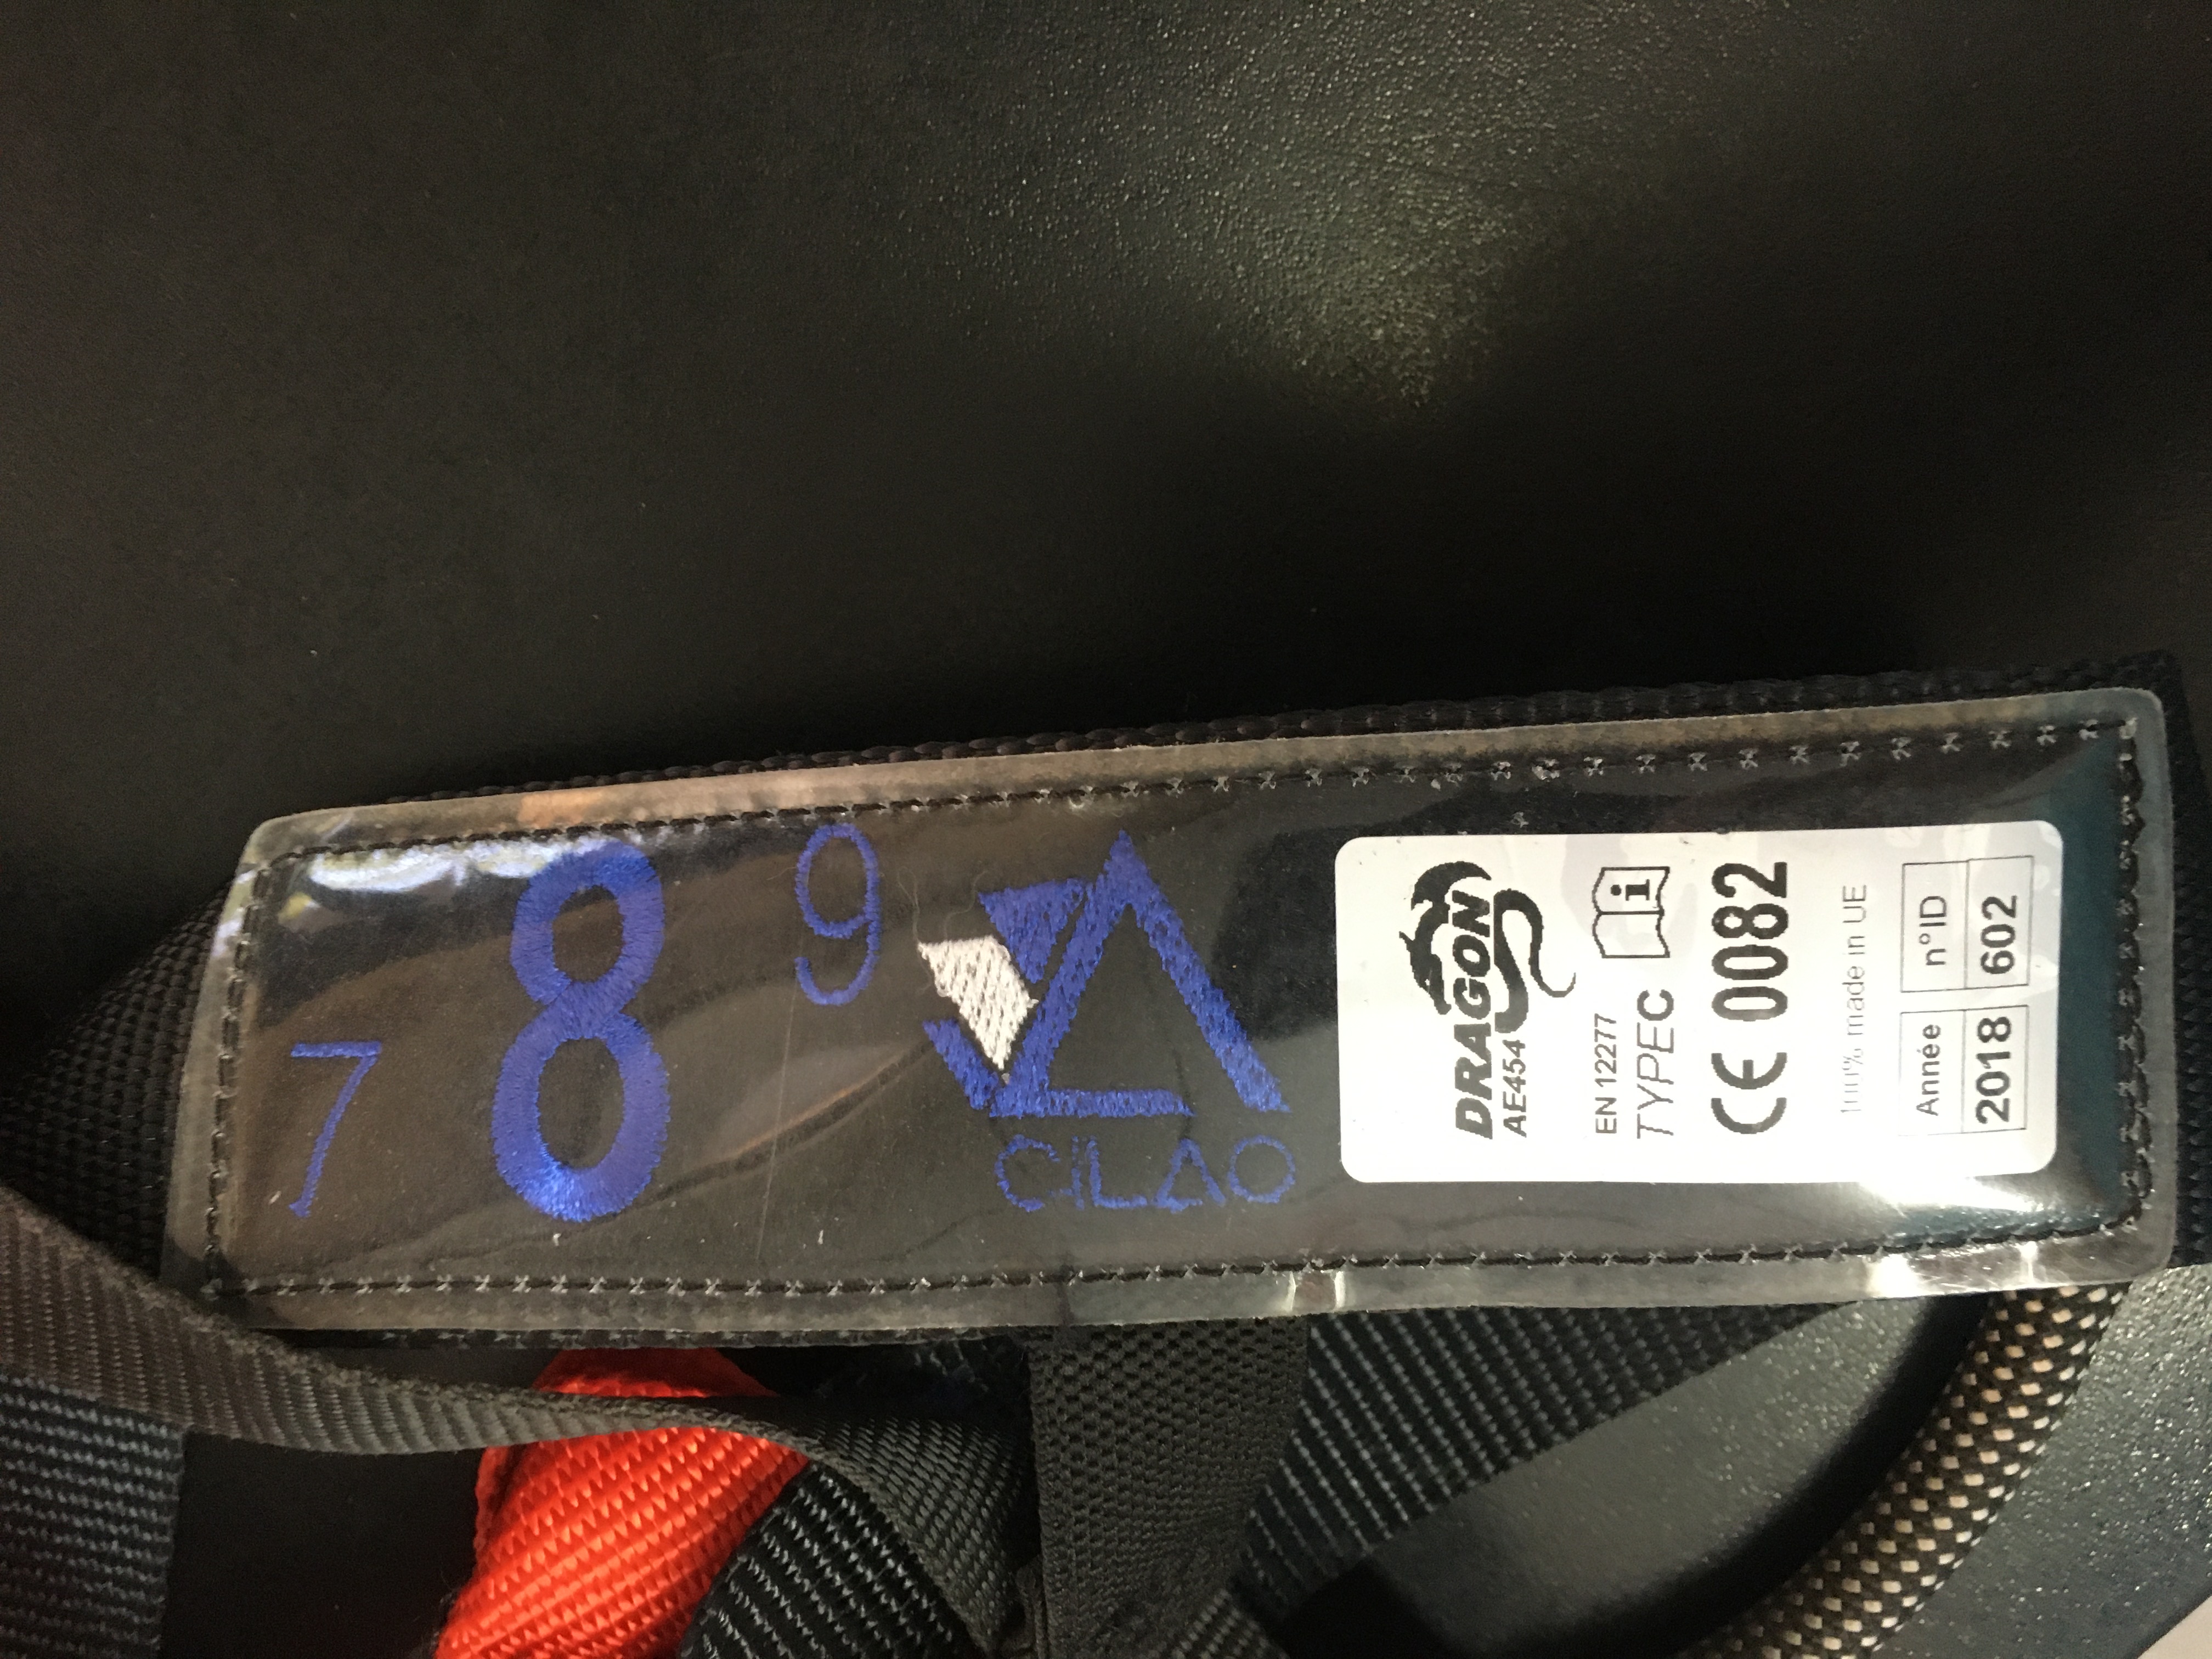 7 8 9
CiLAO
DRAGON
AE454
EN 12277
TYPEC
i
CE 0082
100% made in UE
Année n°ID
2018 602